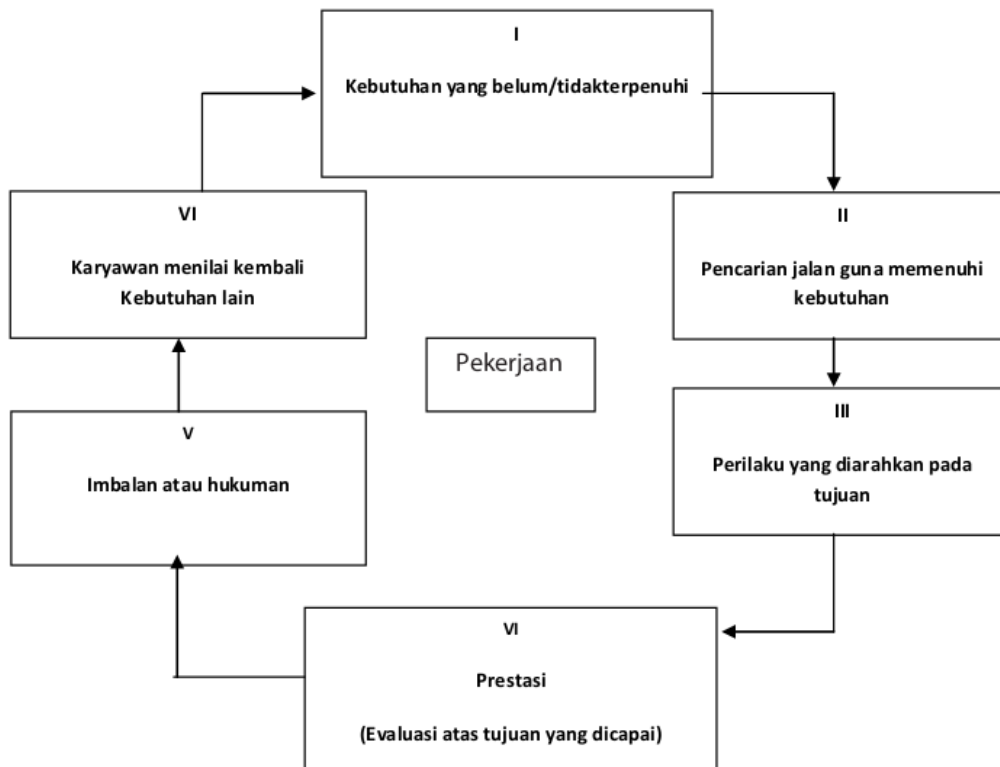 I
Kebutuhan yang belum/tidakterpenuhi
II
Pencarian jalan guna memenuhi
kebutuhan
III
Perilaku yang diarahkan pada
tujuan
VI
Prestasi
(Evaluasi atas tujuan yang dicapai)
V
Imbalan atau hukuman
VI
Karyawan menilai kembali
Kebutuhan lain
Pekerjaan